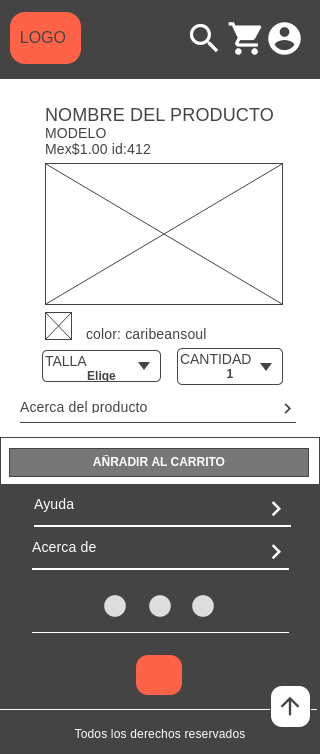 LOGO
NOMBRE DEL PRODUCTO
MODELO
Mex$1.00 id:412
color: caribeansoul
TALLA
Elige
CANTIDAD
1
Acerca del producto
AÑRADIR AL CARRITO
Ayuda
Acerca de
Todos los derechos reservados